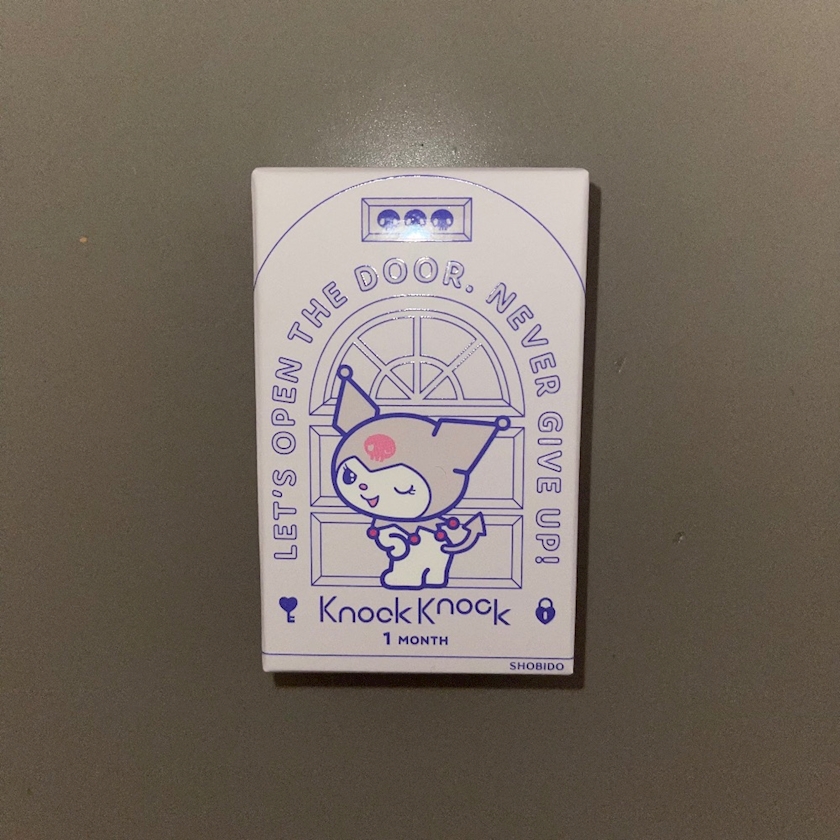 LET'S OPEN THE DOOR. NEVER GIVE UP!
KnockKnock
1 MONTH
SHOBIDO